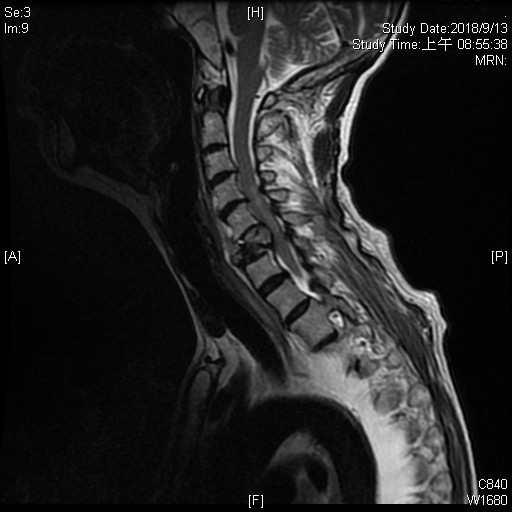 Se:3
Im:9
[H]
.
Study Date:2018/9/13
Study Time:上午 08:55:38
MRN:
[A]
[P]
[F]
C840
W1680